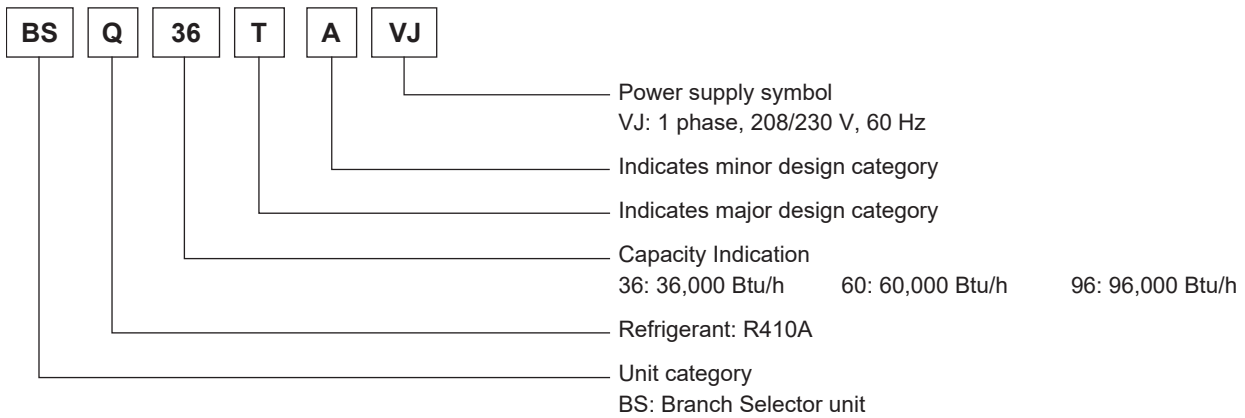 BS Q 36 T A VJ
Power supply symbol
VJ: 1 phase, 208/230 V, 60 Hz
Indicates minor design category
Indicates major design category
Capacity Indication
36: 36,000 Btu/h 60: 60,000 Btu/h 96: 96,000 Btu/h
Refrigerant: R410A
Unit category
BS: Branch Selector unit